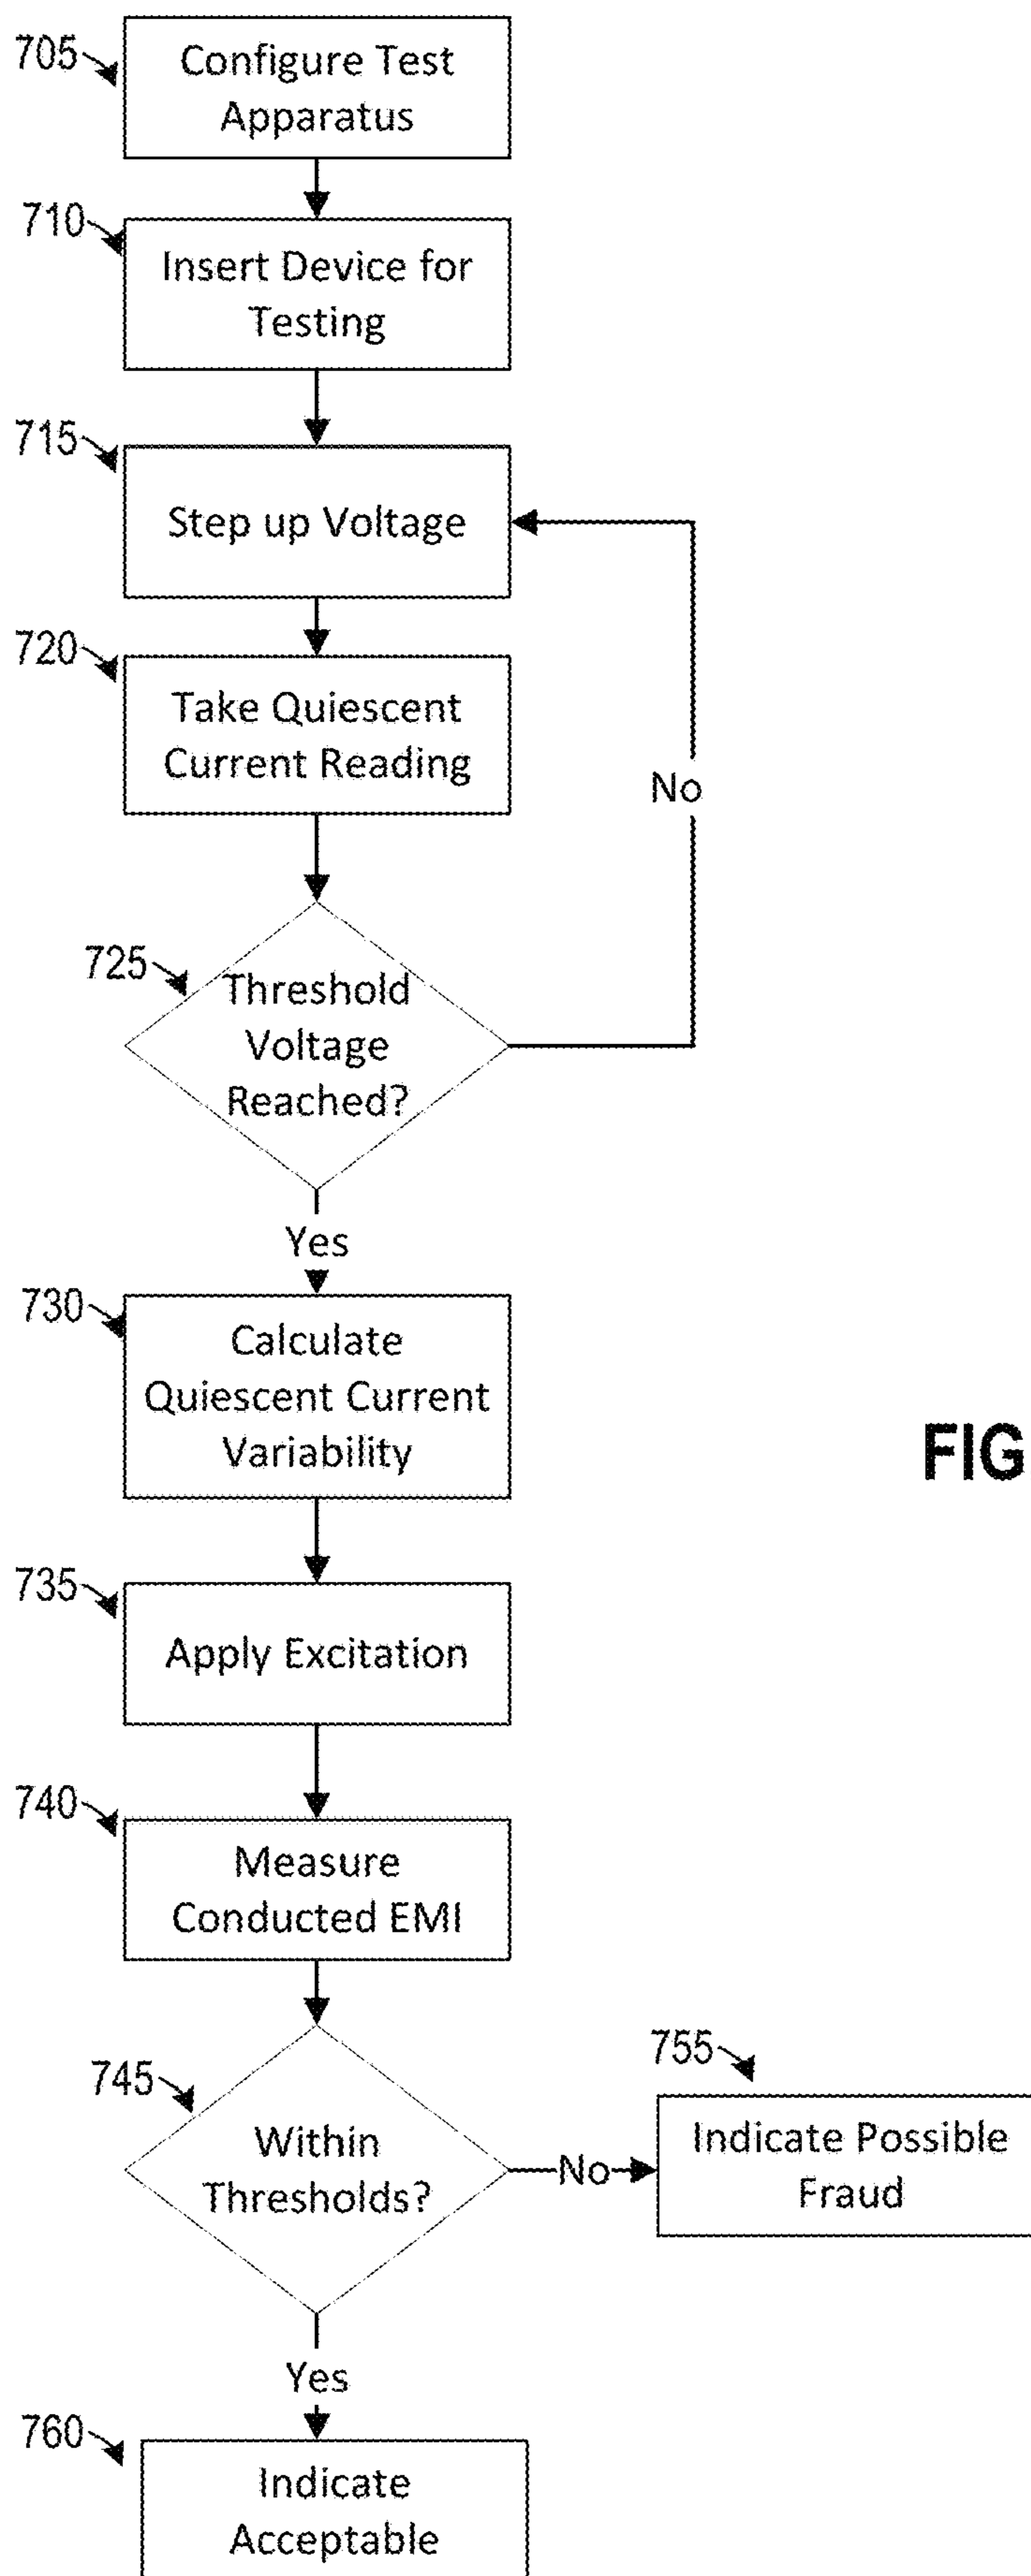 705
Configure Test
Apparatus
710
Insert Device for
Testing
715
Step up Voltage
720
Take Quiescent
Current Reading
No
725
Threshold
Voltage
Reached?
Yes
730
Calculate
Quiescent Current
Variability
FIG
735
Apply Excitation
740
Measure
Conducted EMI
745
Within
Thresholds?
No
755
Indicate Possible
Fraud
Yes
760
Indicate
Acceptable